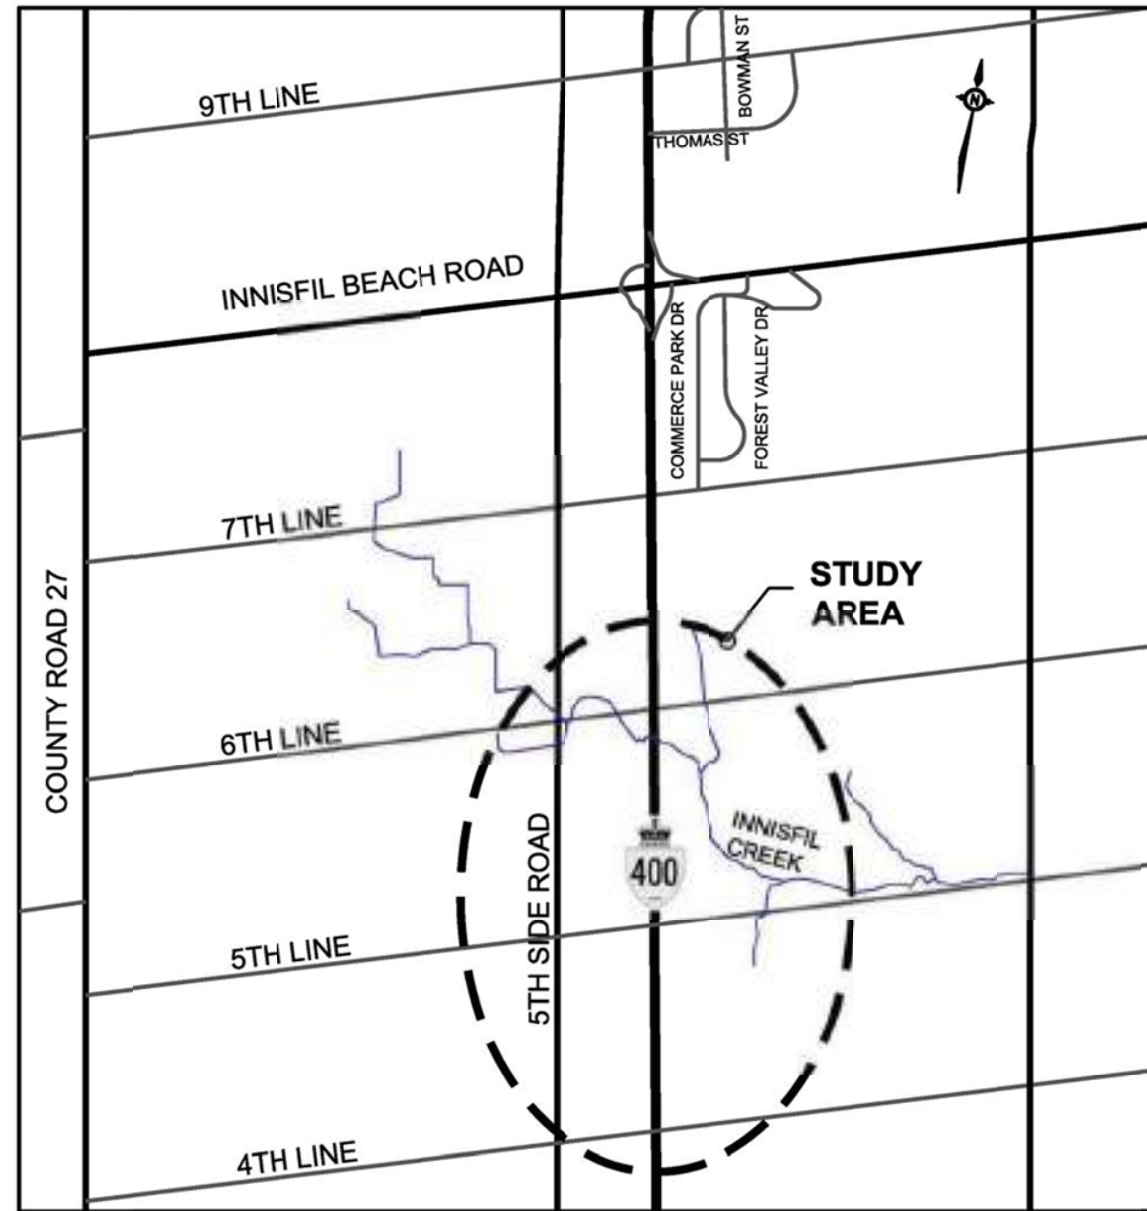 BOWMAN ST
9TH LINE
N
THOMAS ST
INNISFIL BEACH ROAD
COMMERCE PARK DR
FOREST VALLEY DR
7TH LINE
STUDY
AREA
COUNTY ROAD 27
6TH LINE
5TH SIDE ROAD
INNISFIL
CREEK
400
5TH LINE
4TH LINE